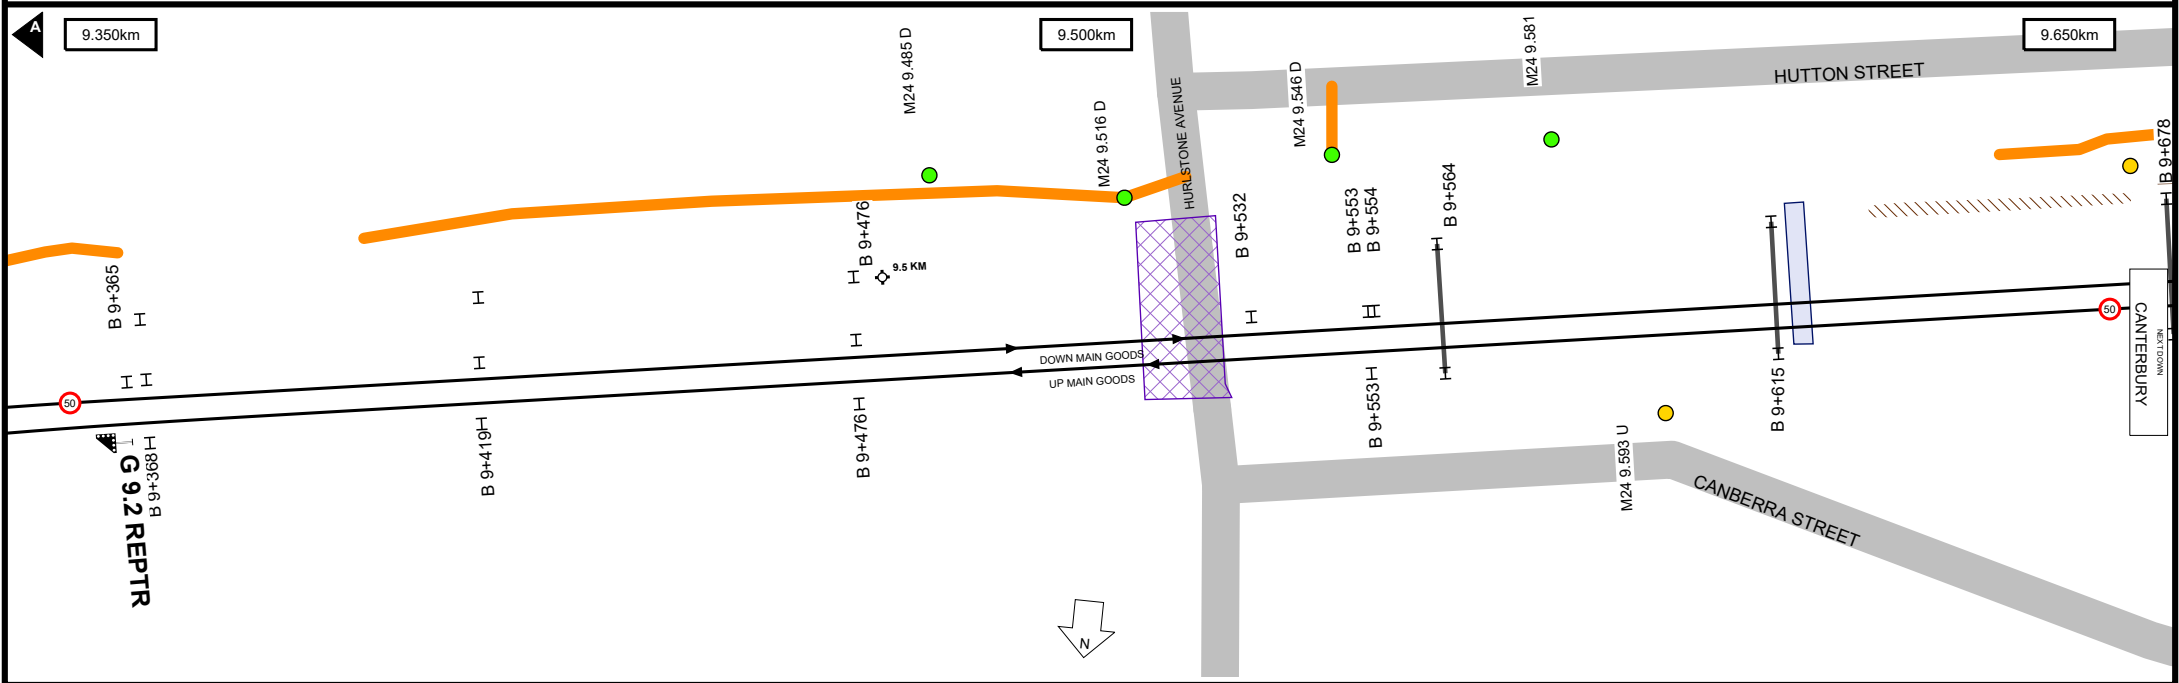 A
9.350km
9.500km
9.650km
M24 9.485 D
M24 9.516 D
HURLSTONE AVENUE
M24 9.546 D
M24 9.581
HUTTON STREET
B 9+678
B 9+365
B 9+476
9.5 KM
B 9+532
B 9+553
B 9+554
B 9+564
50
DOWN MAIN GOODS
UP MAIN GOODS
50
CANTERBURY
NEXT DOWN
G 9.2 REPTR
B 9+368
B 9+419
B 9+476
B 9+553
B 9+615
M24 9.593 U
CANBERRA STREET
N